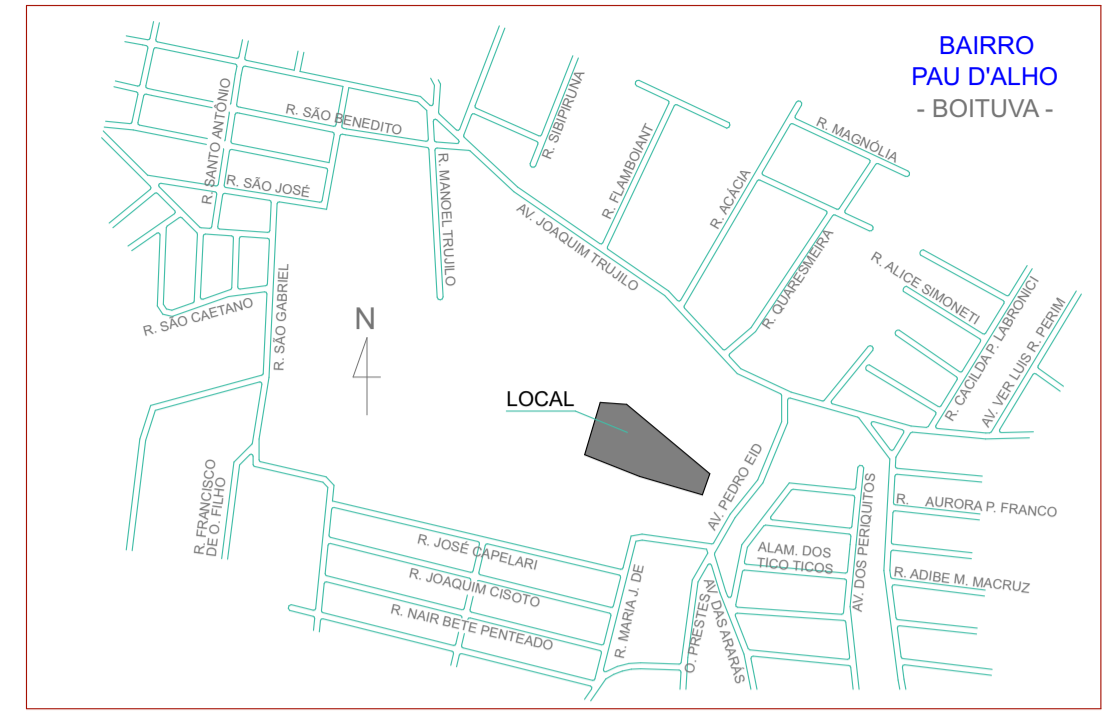 BAIRRO
PAU D'ALHO
- BOITUVA -
R. SANTO ANTÔNIO
R. SÃO BENEDITO
R. SÃO JOSÉ
R. MANOEL TRUJILO
R. SIBIPIRUNA
R. FLAMBOIANT
AV. JOAQUIM TRUJILO
R. ACÁCIA
R. MAGNÓLIA
R. QUARESMEIRA
R. ALICE SIMONETI
R. CACILDA P. LABRONICI
AV. VER LUIS R. PERIM
R. SÃO CAETANO
R. SÃO GABRIEL
N
LOCAL
AV. PEDRO EID
R. FRANCISCO
DE O. FILHO
R. JOSÉ CAPELARI
R. JOAQUIM CISOTO
R. NAIR BETE PENTEADO
R. MARIA J. DE
O. PRESTES
AV. DAS ARARÁS
ALAM. DOS
TICO TICOS
AV. DOS PERIQUITOS
R. AURORA P. FRANCO
R. ADIBE M. MACRUZ